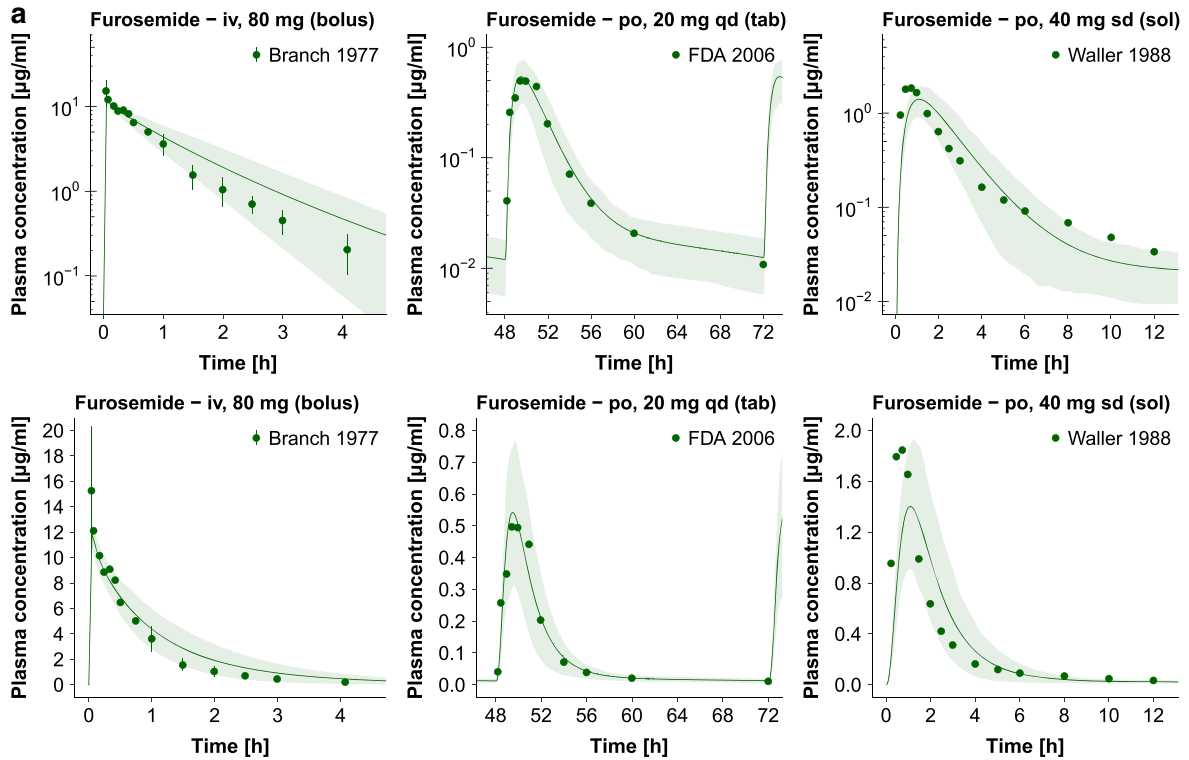 a
Furosemide − iv, 80 mg (bolus)
Plasma concentration [µg/ml]
Branch 1977
10¹
10⁰
10⁻¹
0 1 2 3 4
Time [h]
Furosemide − po, 20 mg qd (tab)
Plasma concentration [µg/ml]
FDA 2006
10⁰
10⁻¹
10⁻²
48 52 56 60 64 68 72
Time [h]
Furosemide − po, 40 mg sd (sol)
Plasma concentration [µg/ml]
Waller 1988
10⁰
10⁻¹
10⁻²
0 2 4 6 8 10 12
Time [h]
Furosemide − iv, 80 mg (bolus)
Plasma concentration [µg/ml]
Branch 1977
20
18
16
14
12
10
8
6
4
2
0
0 1 2 3 4
Time [h]
Furosemide − po, 20 mg qd (tab)
Plasma concentration [µg/ml]
FDA 2006
0.8
0.7
0.6
0.5
0.4
0.3
0.2
0.1
0.0
48 52 56 60 64 68 72
Time [h]
Furosemide − po, 40 mg sd (sol)
Plasma concentration [µg/ml]
Waller 1988
2.0
1.6
1.2
0.8
0.4
0.0
0 2 4 6 8 10 12
Time [h]